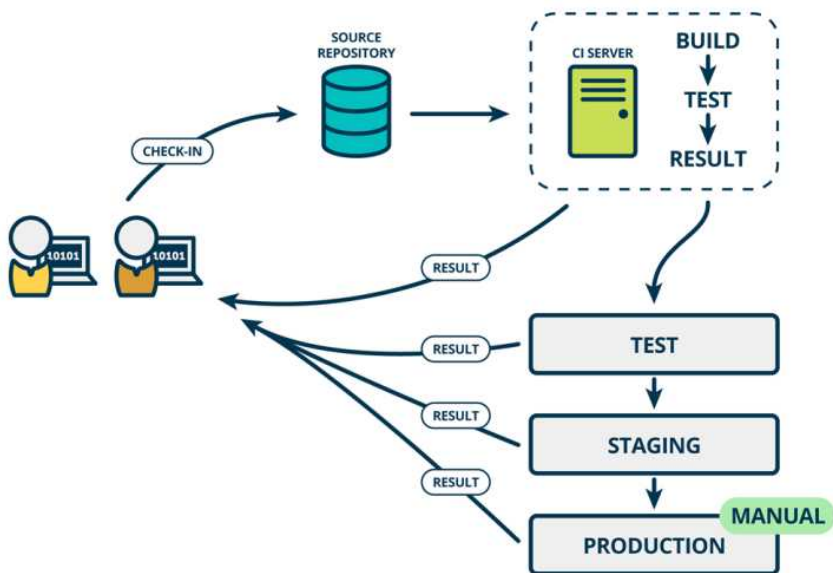 SOURCE
REPOSITORY
CI SERVER
BUILD
TEST
RESULT
CHECK-IN
10101
10101
RESULT
RESULT
TEST
RESULT
STAGING
RESULT
MANUAL
PRODUCTION